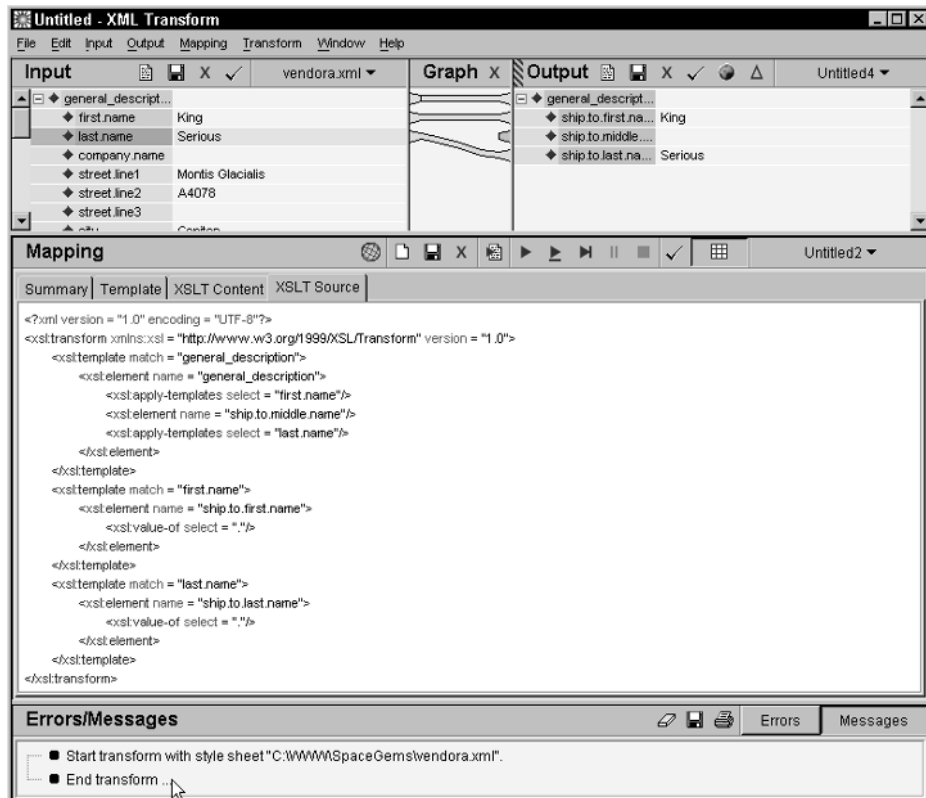 Untitled - XML Transform
File Edit Input Output Mapping Transform Window Help
Input X vendora.xml Graph X Output X Untitled4
general_descript...
first.name King
last.name Serious
company.name
street.line1 Montis Glacialis
street.line2 A4078
street.line3
general_descript...
ship.to.first.na... King
ship.to.middle....
ship.to.last.na... Serious
Mapping X Untitled2
Summary Template XSLT Content XSLT Source
<?xml version = "1.0" encoding = "UTF-8"?>
<xsl:transform xmlns:xsl = "http://www.w3.org/1999/XSL/Transform" version = "1.0">
<xsl:template match = "general_description">
<xsl:element name = "general_description">
<xsl:apply-templates select = "first.name"/>
<xsl:element name = "ship.to.middle.name"/>
<xsl:apply-templates select = "last.name"/>
</xsl:element>
</xsl:template>
<xsl:template match = "first.name">
<xsl:element name = "ship.to.first.name">
<xsl:value-of select = "."/>
</xsl:element>
</xsl:template>
<xsl:template match = "last.name">
<xsl:element name = "ship.to.last.name">
<xsl:value-of select = "."/>
</xsl:element>
</xsl:template>
</xsl:transform>
Errors/Messages Errors Messages
Start transform with style sheet "C:\WWW\SpaceGems\vendora.xml".
End transform ...